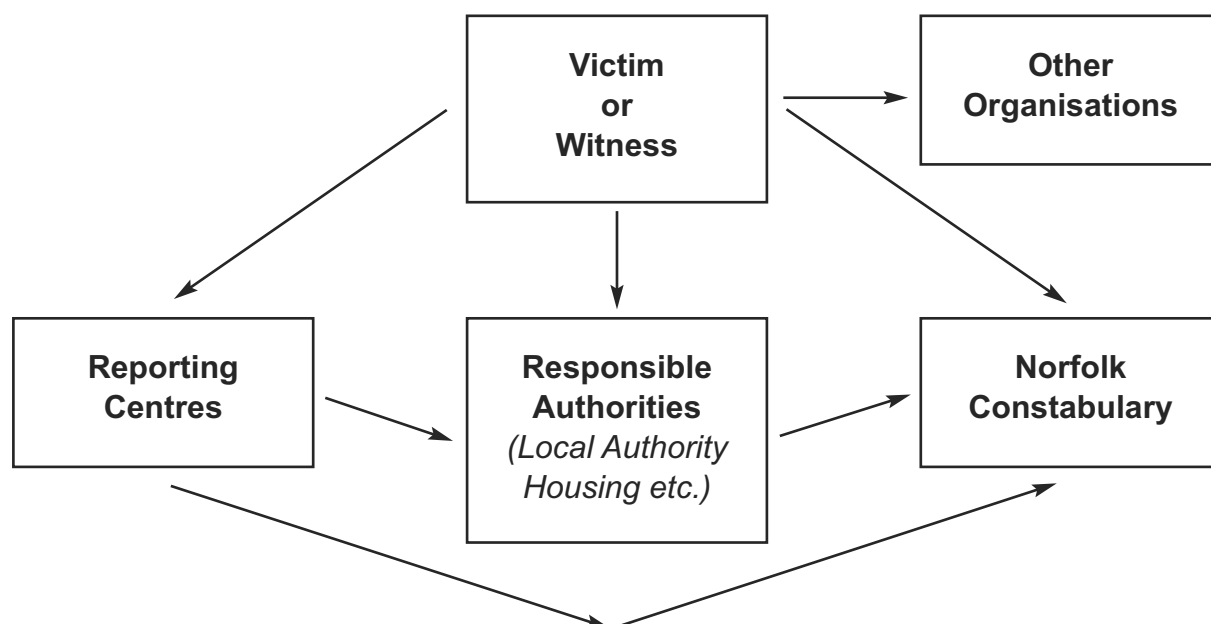 Victim
or
Witness
Other
Organisations
Reporting
Centres
Responsible
Authorities
(Local Authority
Housing etc.)
Norfolk
Constabulary